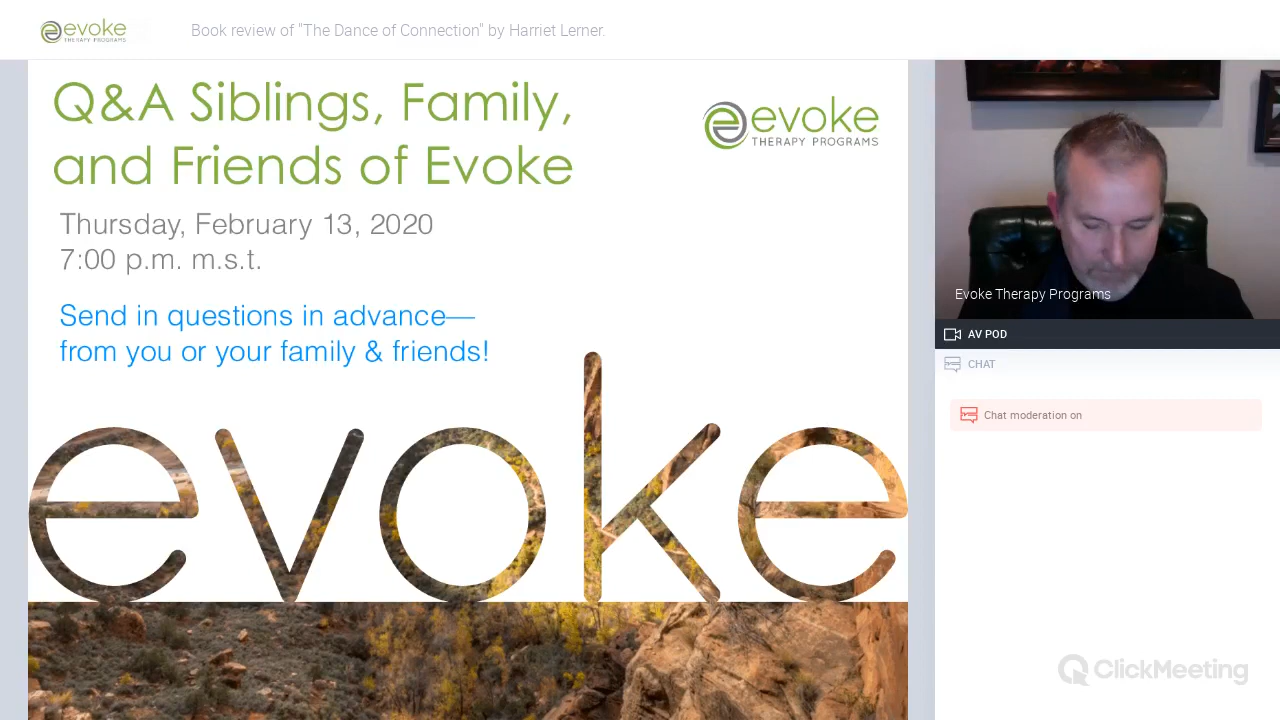 evoke
THERAPY PROGRAMS
Book review of "The Dance of Connection" by Harriet Lerner.
Q&A Siblings, Family,
and Friends of Evoke
evoke
THERAPY PROGRAMS
Thursday, February 13, 2020
7:00 p.m. m.s.t.
Send in questions in advance—
from you or your family & friends!
evoke
Evoke Therapy Programs
AV POD
CHAT
Chat moderation on
ClickMeeting